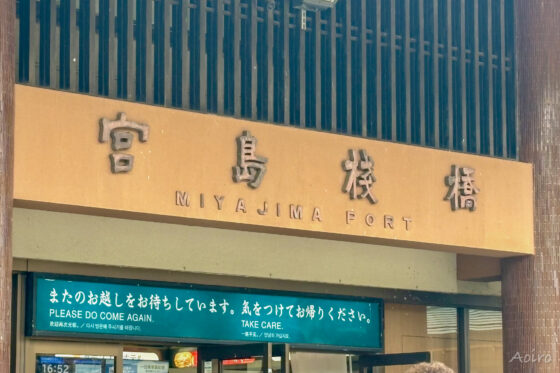 宮島棧橋
MIYAJIMA PORT
またのお越しをお待ちしています。気をつけてお帰りください。
PLEASE DO COME AGAIN. TAKE CARE.
16:52
Aoiro